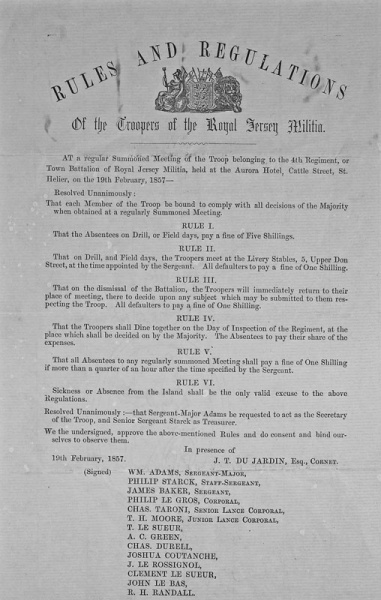 RULES AND REGULATIONS
Of the Troopers of the Royal Jersey Militia.
AT a regular Summoned Meeting of the Troop belonging to the 4th Regiment, or
Town Battalion of Royal Jersey Militia, held at the Aurora Hotel, Cattle Street, St.
Helier, on the 19th February, 1857—
Resolved Unanimously:
That each Member of the Troop be bound to comply with all decisions of the Majority
when obtained at a regularly Summoned Meeting.
RULE I.
That the Absentees on Drill, or Field days, pay a fine of Five Shillings.
RULE II.
That on Drill, and Field days, the Troopers meet at the Livery Stables, 5, Upper Don
Street, at the time appointed by the Sergeant. All defaulters to pay a fine of One Shilling.
RULE III.
That on the dismissal of the Battalion, the Troopers will immediately return to their
place of meeting, there to decide upon any subject which may be submitted to them res-
pecting the Troop. All defaulters to pay a fine of One Shilling.
RULE IV.
That the Troopers shall Dine together on the Day of Inspection of the Regiment, at the
place which shall be decided on by the Majority. The Absentees to pay their share of the
expenses.
RULE V.
That all Absentees to any regularly summoned Meeting shall pay a fine of One Shilling
if more than a quarter of an hour after the time specified by the Sergeant.
RULE VI.
Sickness or Absence from the Island shall be the only valid excuse to the above
Regulations.
Resolved Unanimously :—that Sergeant-Major Adams be requested to act as the Secretary
of the Troop, and Senior Sergeant Starck as Treasurer.
We the undersigned, approve the above-mentioned Rules and do consent and bind our-
selves to observe them.
In presence of
19th February, 1857. J. T. DU JARDIN, Esq., CORNET.
(Signed) WM. ADAMS, SERGEANT-MAJOR,
PHILIP STARCK, STAFF-SERGEANT,
JAMES BAKER, SERGEANT,
PHILIP LE GROS, CORPORAL,
CHAS. TARONI, SENIOR LANCE CORPORAL,
T. H. MOORE, JUNIOR LANCE CORPORAL,
T. LE SUEUR,
A. C. GREEN,
CHAS. DURELL,
JOSHUA COUTANCHE,
J. LE ROSSIGNOL,
CLEMENT LE SUEUR,
JOHN LE BAS,
R. H. RANDALL.